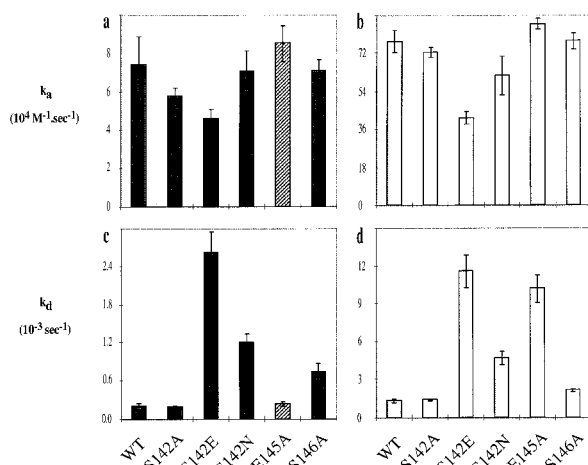 a
b
k_a
(10⁴ M⁻¹.sec⁻¹)
8
6
4
2
0
72
54
36
18
0
c
d
k_d
(10⁻³ sec⁻¹)
2.4
1.8
1.2
0.6
0.0
12
9
6
3
0
WT
S142A
S142E
S142N
E145A
S146A
WT
S142A
S142E
S142N
E145A
S146A